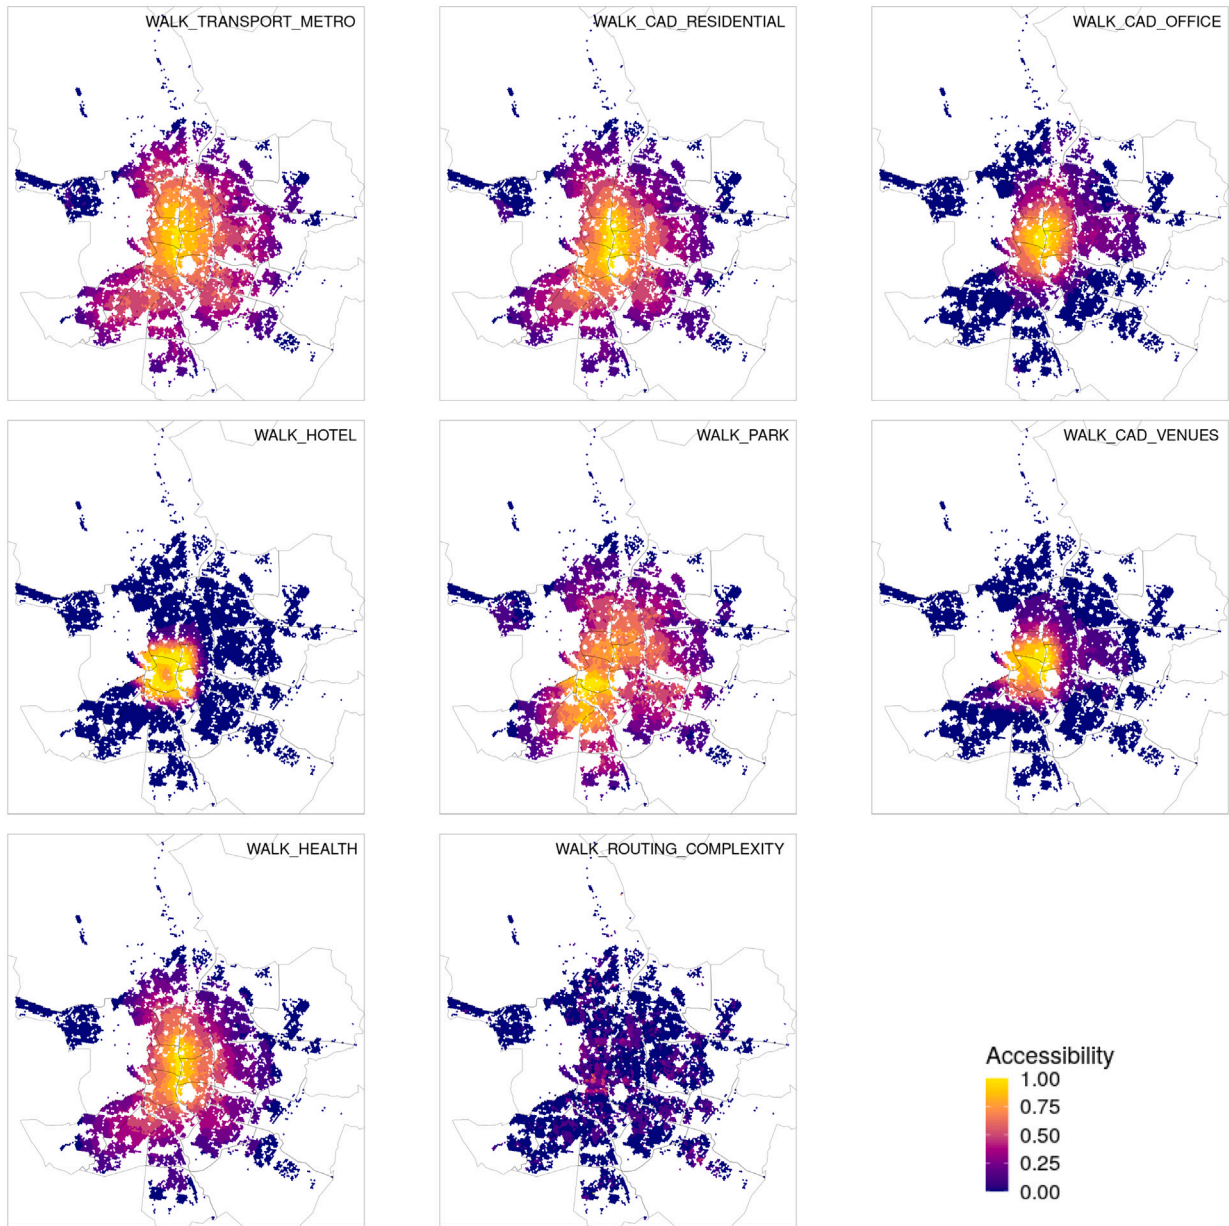 WALK_TRANSPORT_METRO
WALK_CAD_RESIDENTIAL
WALK_CAD_OFFICE
WALK_HOTEL
WALK_PARK
WALK_CAD_VENUES
WALK_HEALTH
WALK_ROUTING_COMPLEXITY
Accessibility
1.00
0.75
0.50
0.25
0.00